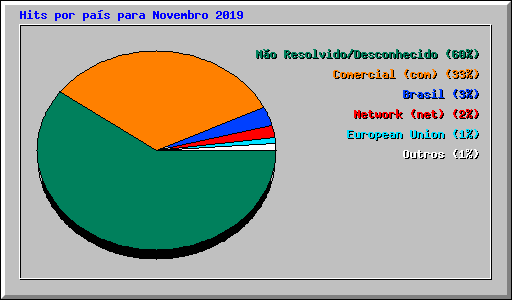 Hits por país para Novembro 2019
Não Resolvido/Desconhecido (60%)
Comercial (com) (33%)
Brasil (3%)
Network (net) (2%)
European Union (1%)
Outros (1%)